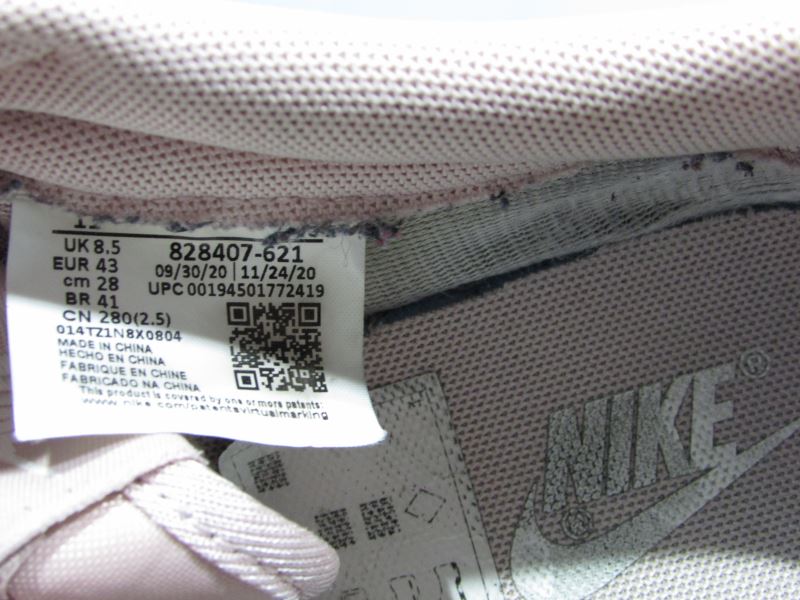 UK 8.5
EUR 43
cm 28
BR 41
CN 280(2.5)
828407-621
09/30/20 | 11/24/20
UPC 00194501772419
014TZ1N8X0804
MADE IN CHINA
HECHO EN CHINA
FABRIQUE EN CHINE
FABRICADO NA CHINA
This product is covered by one or more patents:
www.nike.com/patentsvirtualmarking
NIKE®